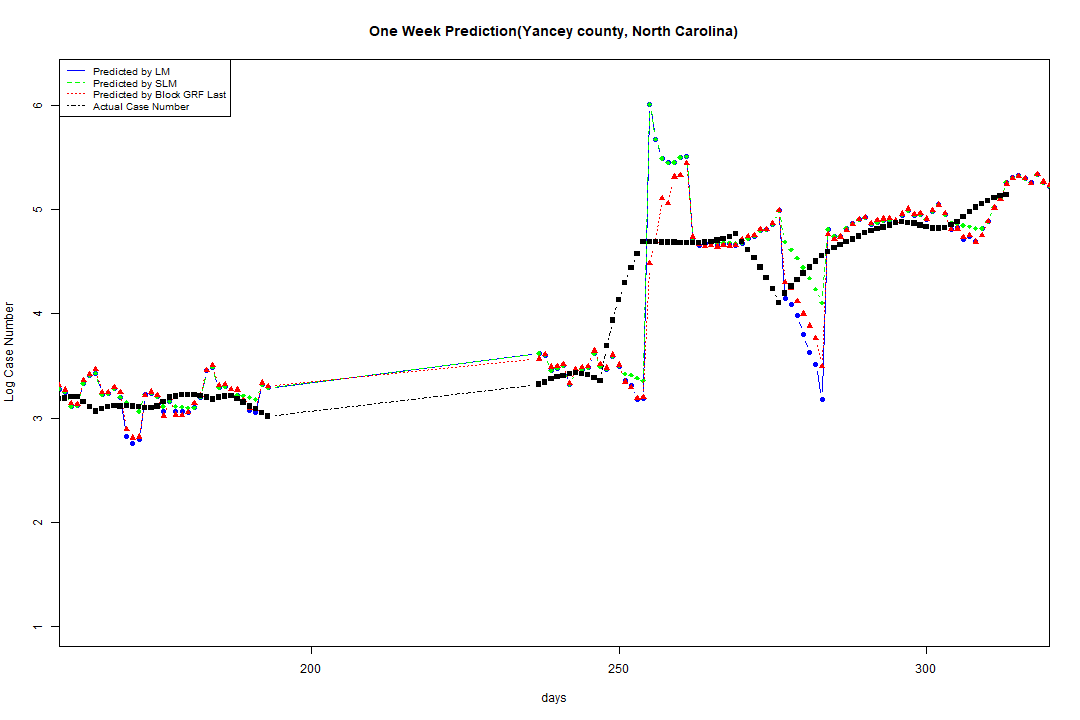 One Week Prediction(Yancey county, North Carolina)
Predicted by LM
Predicted by SLM
Predicted by Block GRF Last
Actual Case Number
6
5
4
3
2
1
Log Case Number
200
250
300
days